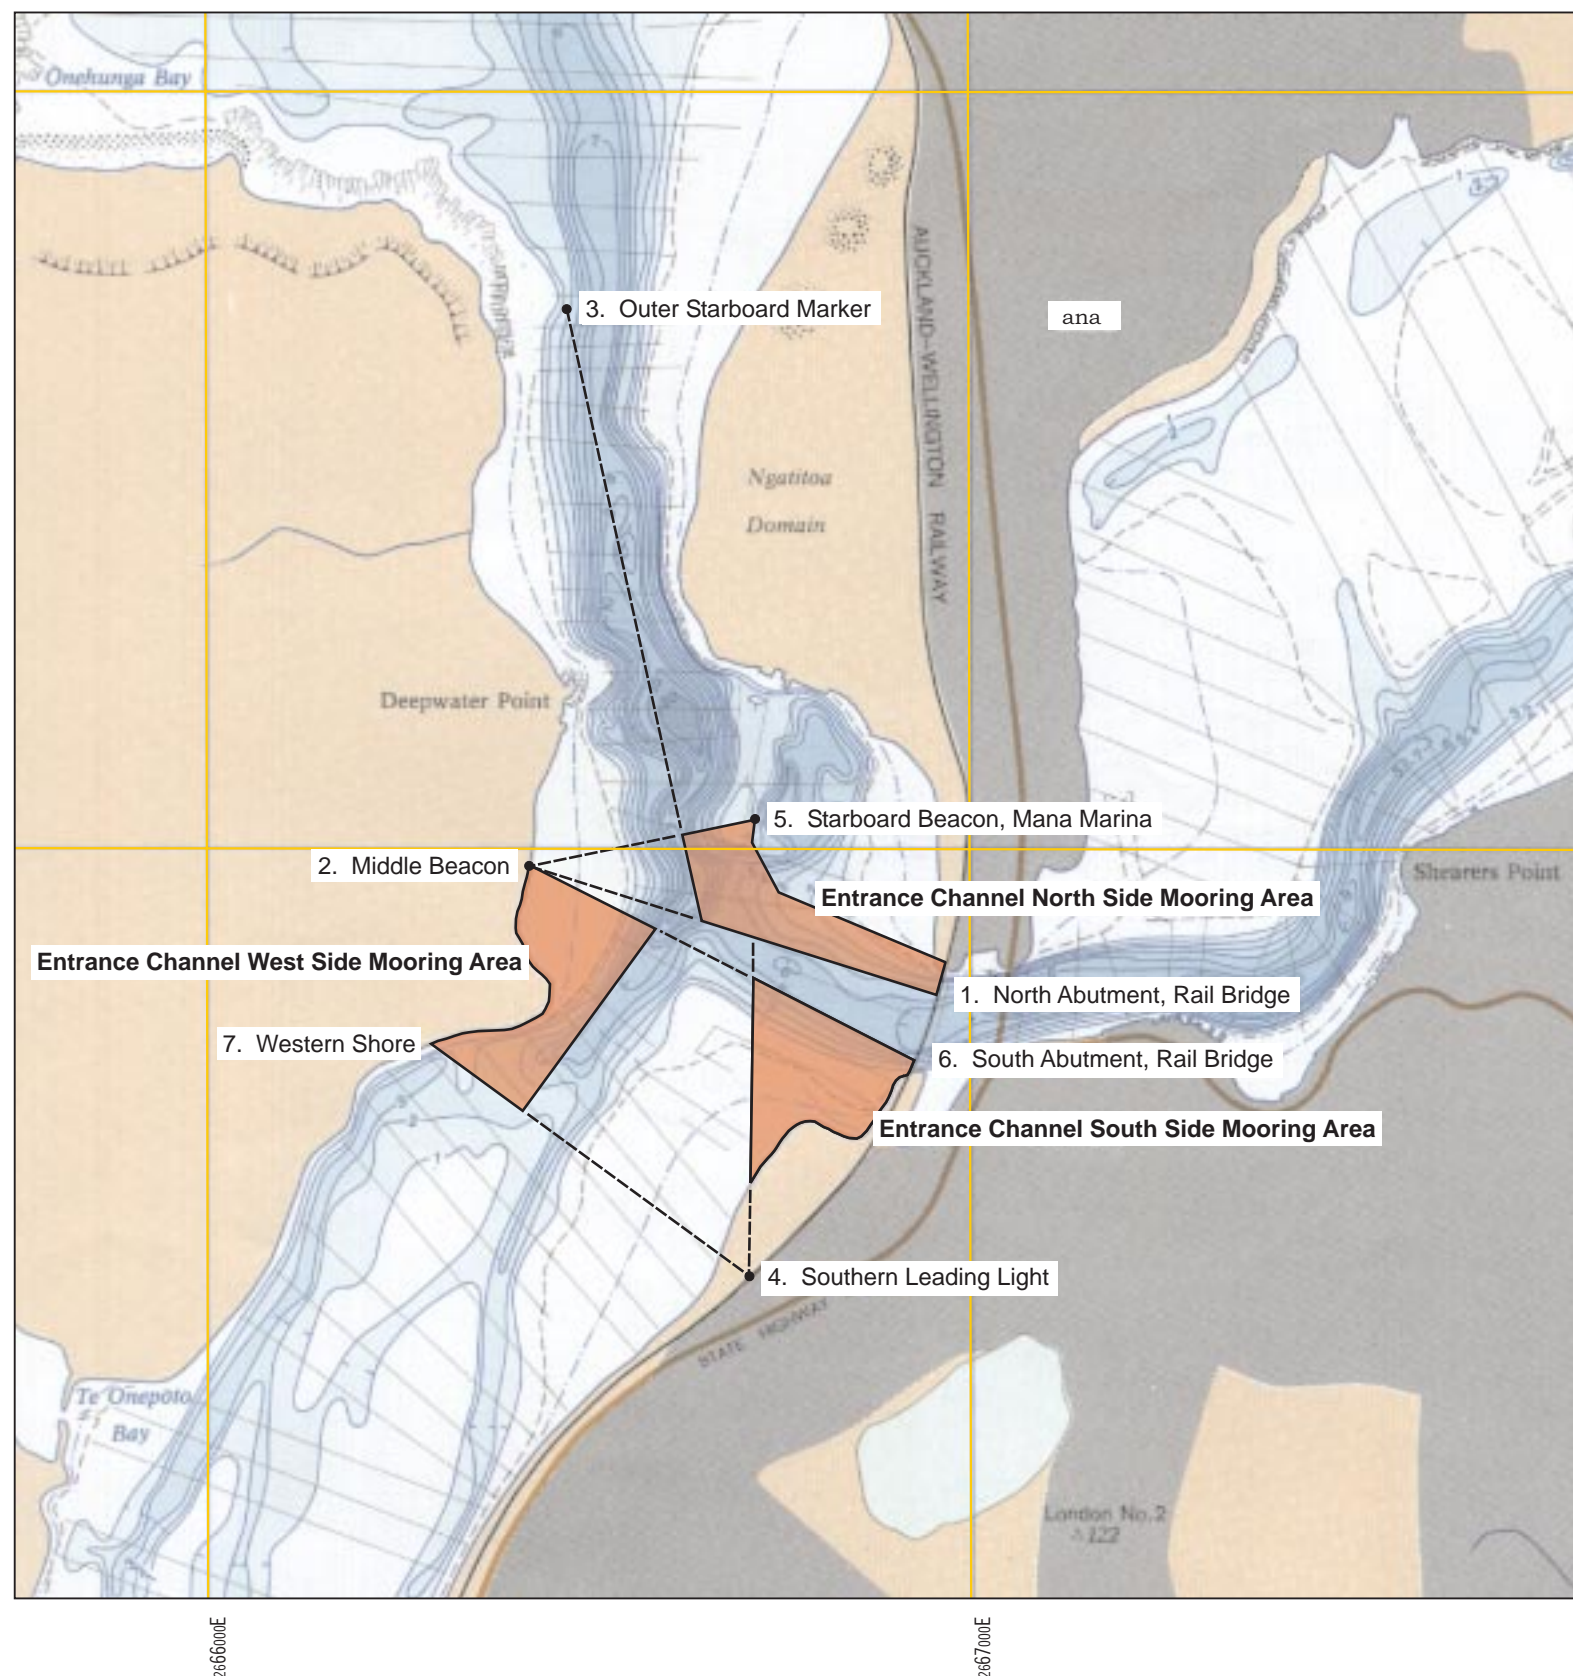 Onehunga Bay
AUCKLAND–WELLINGTON RAILWAY
3. Outer Starboard Marker
ana
Ngatitoa
Domain
Deepwater Point
5. Starboard Beacon, Mana Marina
2. Middle Beacon
Shearers Point
Entrance Channel North Side Mooring Area
Entrance Channel West Side Mooring Area
1. North Abutment, Rail Bridge
7. Western Shore
6. South Abutment, Rail Bridge
Entrance Channel South Side Mooring Area
4. Southern Leading Light
STATE HIGHWAY
Te Onepoto
Bay
London No.2
122
2666000E
2667000E